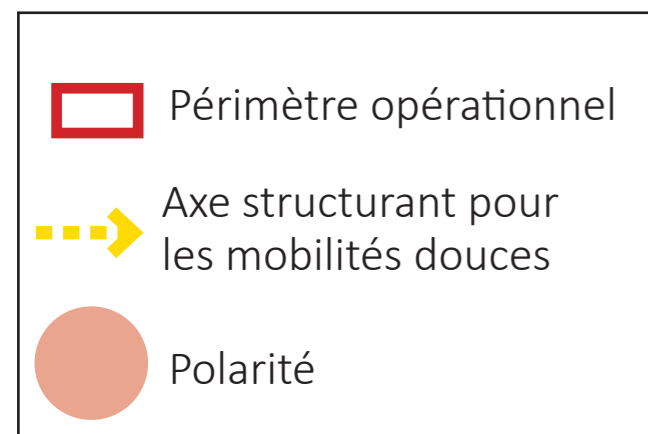 Périmètre opérationnel
Axe structurant pour
les mobilités douces
Polarité